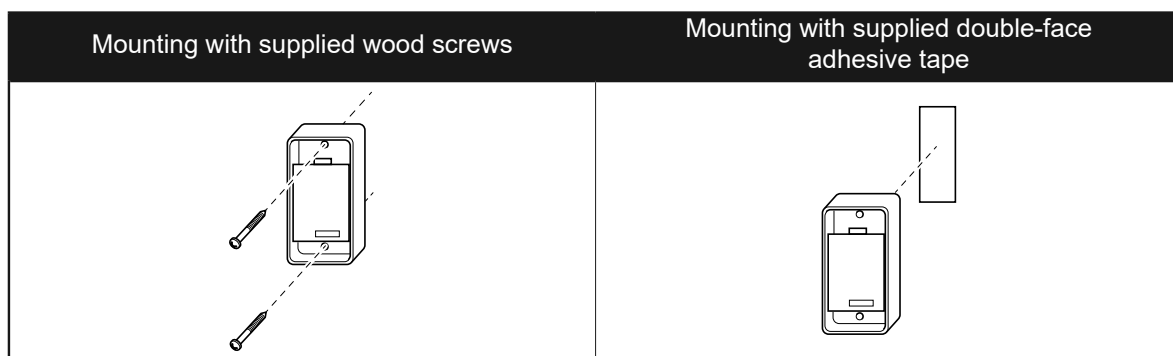 Mounting with supplied wood screws
Mounting with supplied double-face
adhesive tape